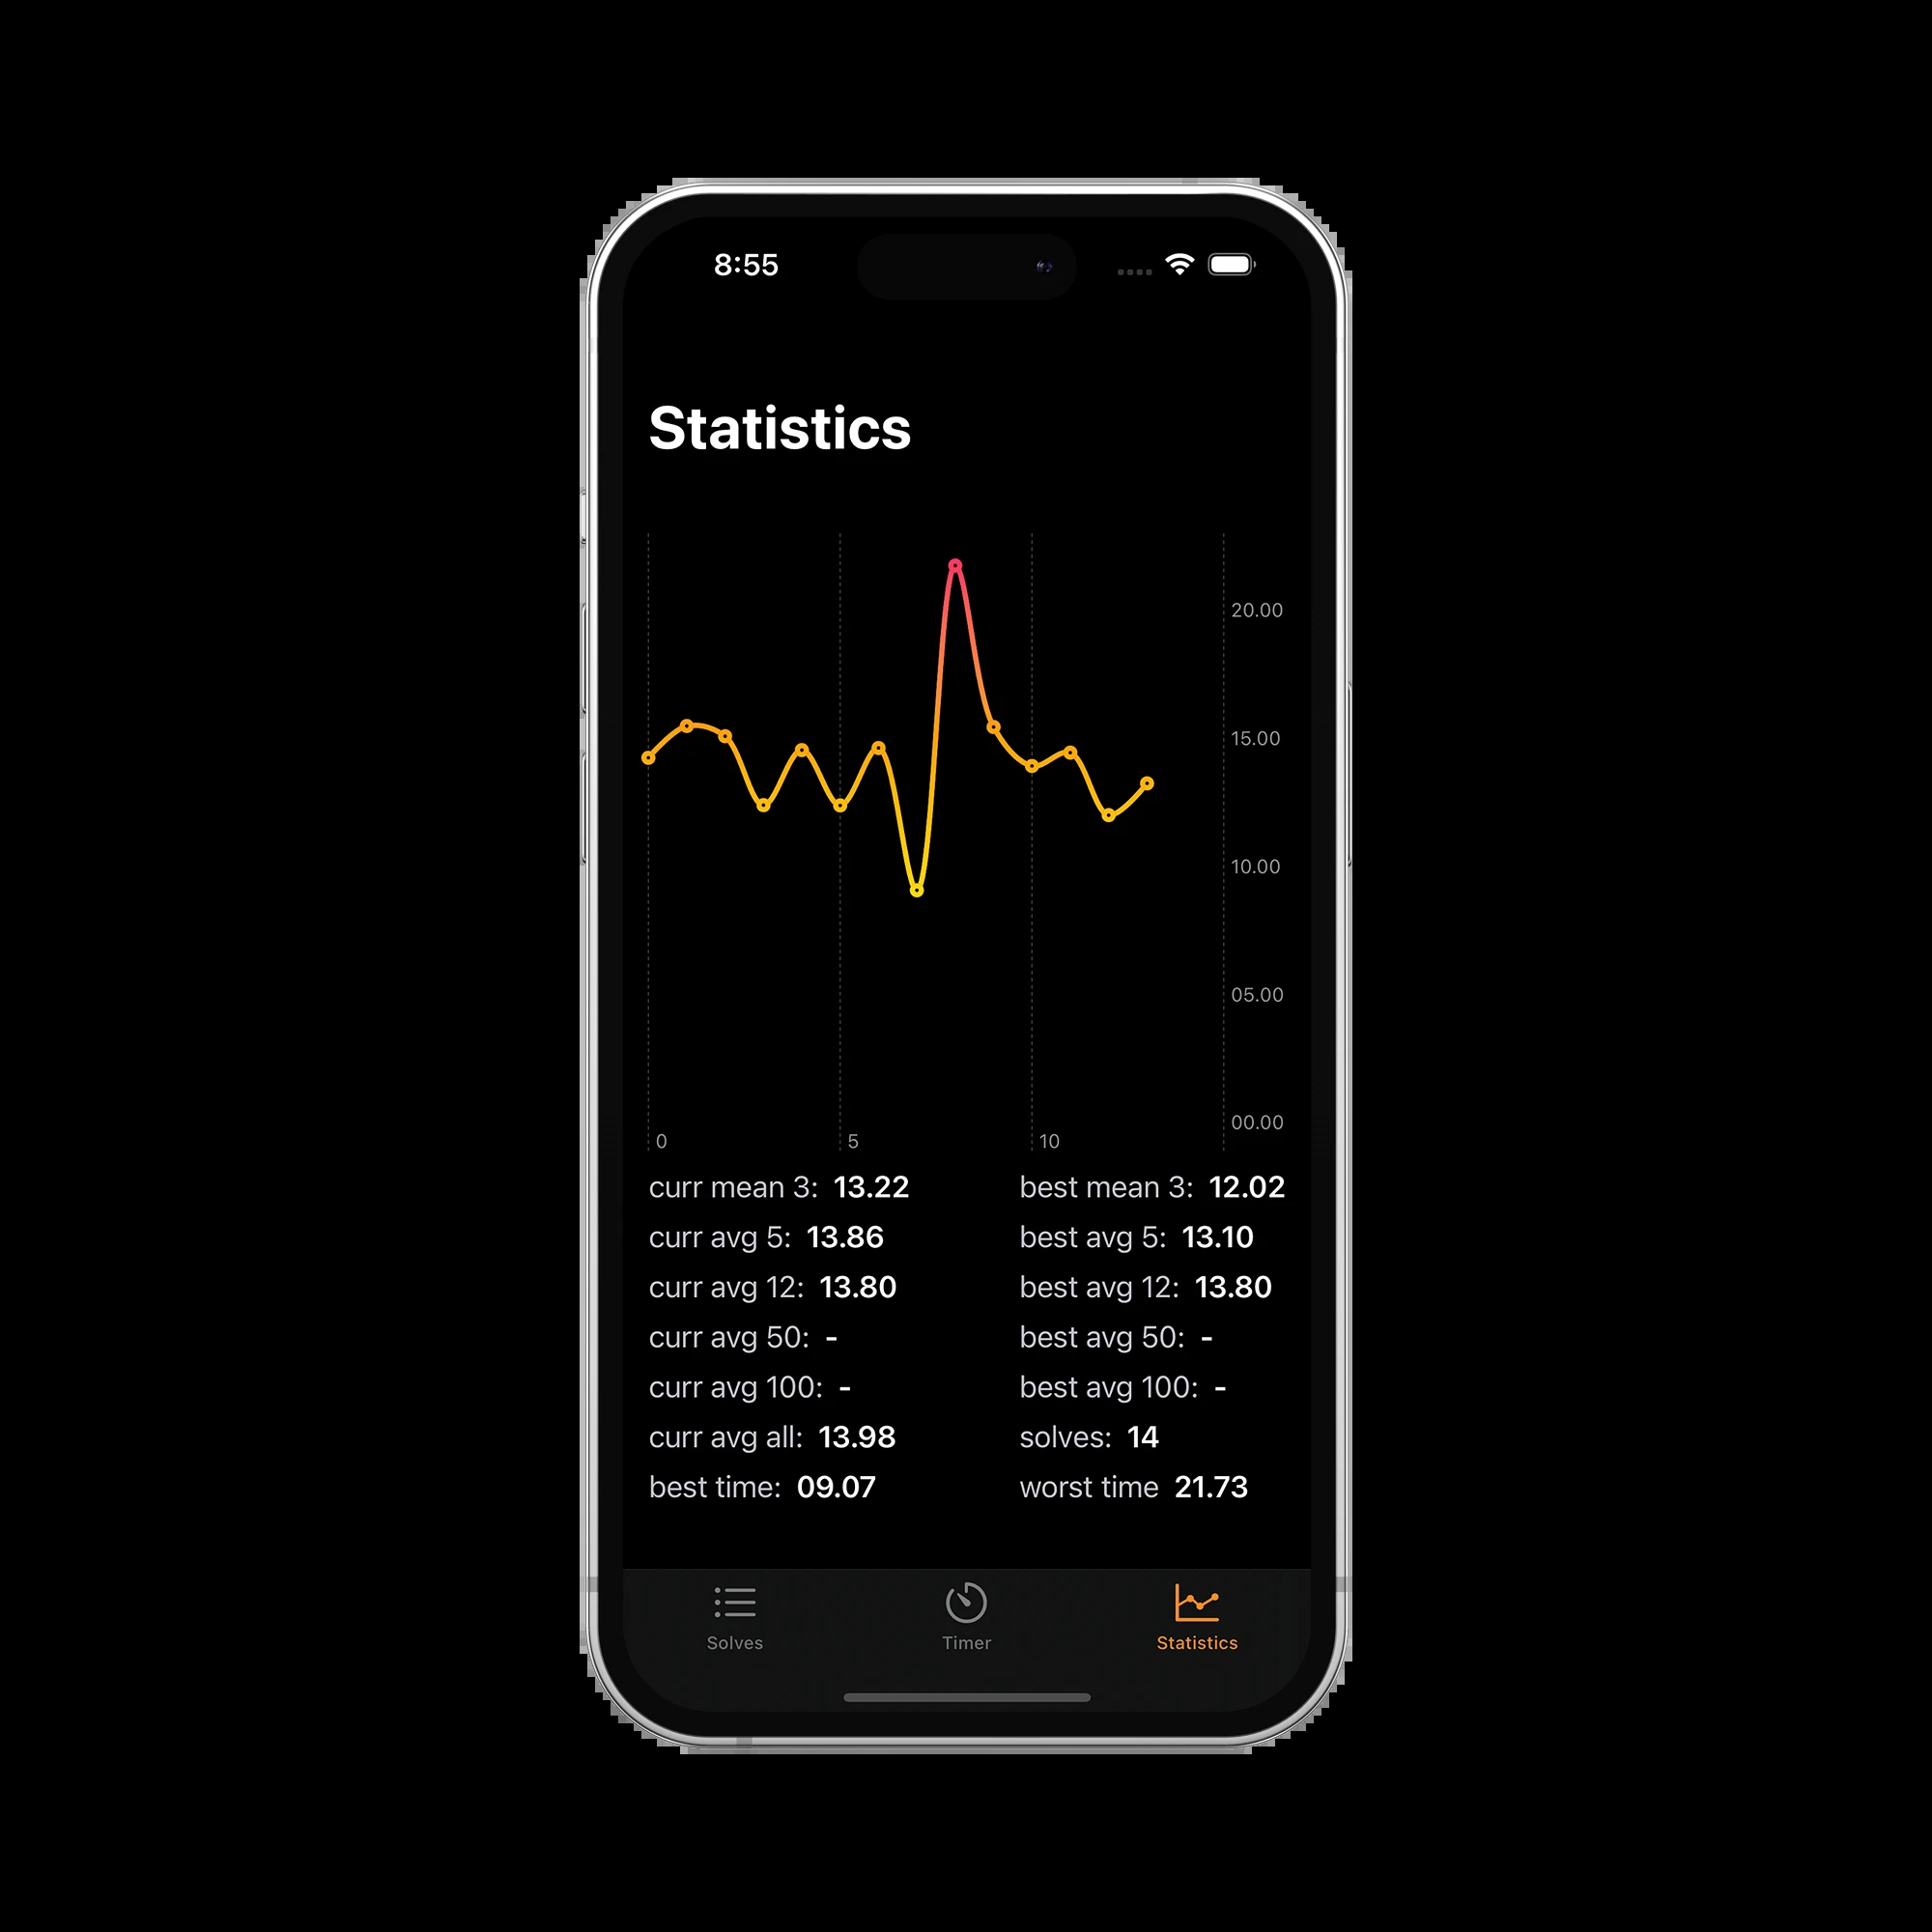 8:55
Statistics
20.00
15.00
10.00
05.00
00.00
0 5 10
curr mean 3: 13.22 best mean 3: 12.02
curr avg 5: 13.86 best avg 5: 13.10
curr avg 12: 13.80 best avg 12: 13.80
curr avg 50: - best avg 50: -
curr avg 100: - best avg 100: -
curr avg all: 13.98 solves: 14
best time: 09.07 worst time 21.73
Solves Timer Statistics